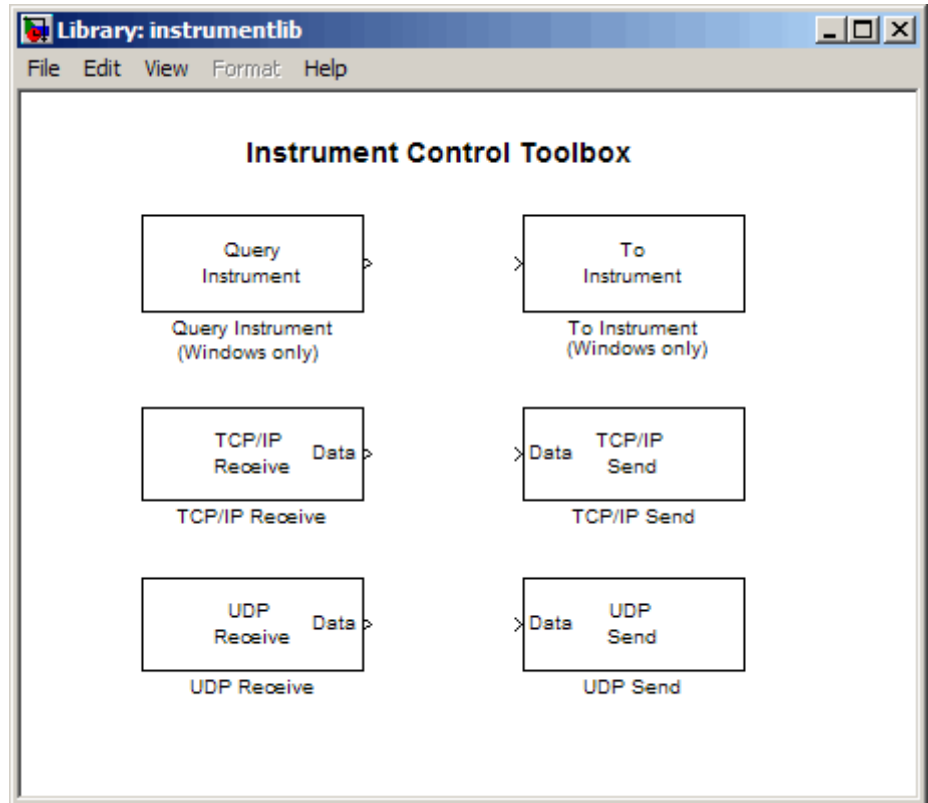 Library: instrumentlib
File Edit View Format Help
Instrument Control Toolbox
Query
Instrument
Query Instrument
(Windows only)
To
Instrument
To Instrument
(Windows only)
TCP/IP
Receive
Data
TCP/IP Receive
Data
TCP/IP
Send
TCP/IP Send
UDP
Receive
Data
UDP Receive
Data
UDP
Send
UDP Send